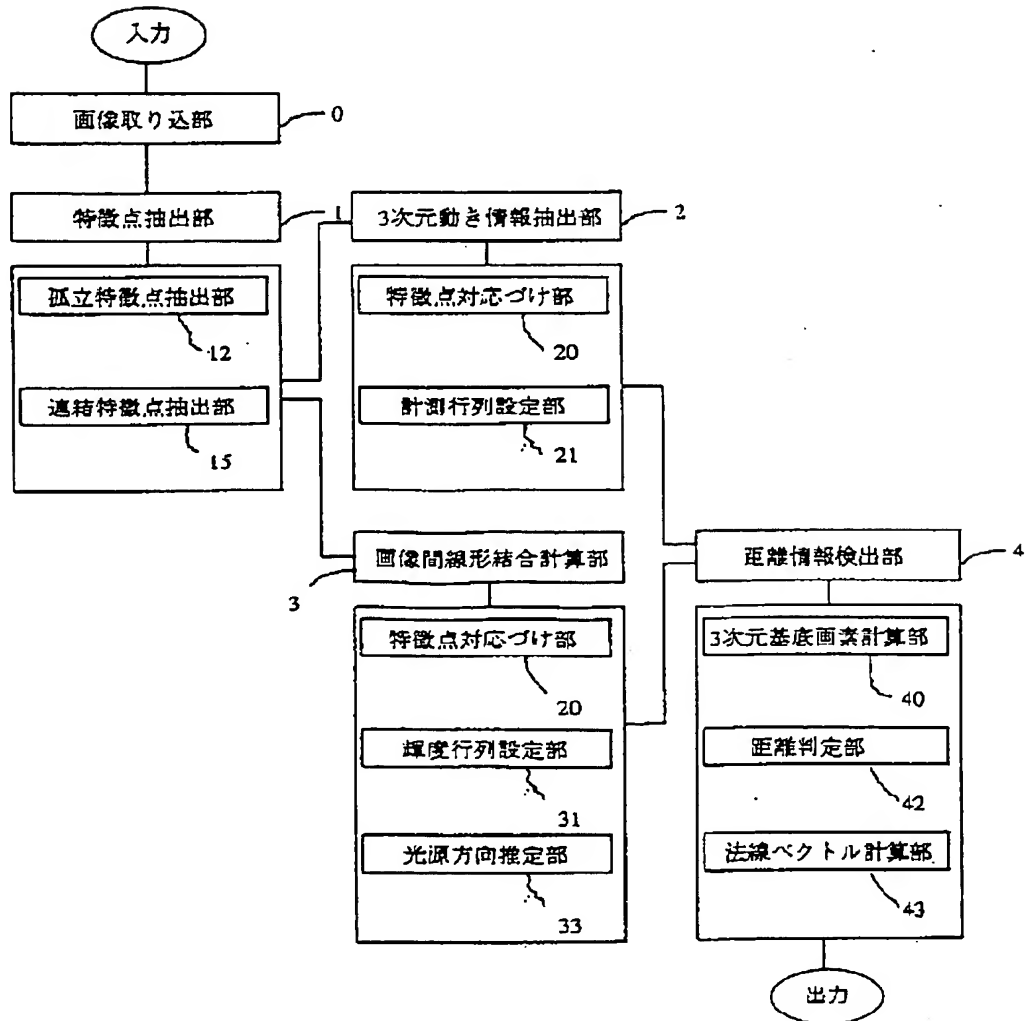 入力
画像取り込部
0
特徴点抽出部
1
3次元動き情報抽出部
2
孤立特徴点抽出部
12
連結特徴点抽出部
15
特徴点対応づけ部
20
計測行列設定部
21
画像間線形結合計算部
3
特徴点対応づけ部
20
輝度行列設定部
31
光源方向推定部
33
距離情報検出部
4
3次元基底画素計算部
40
距離判定部
42
法線ベクトル計算部
43
出力